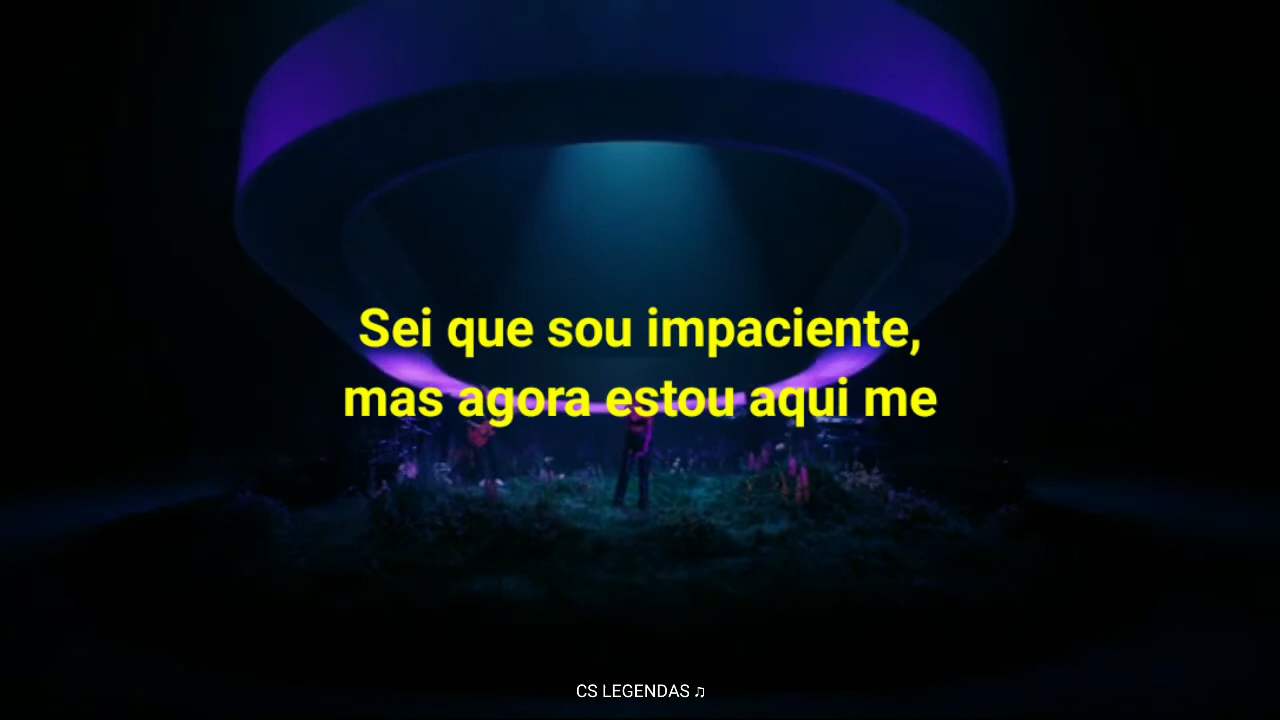 Sei que sou impaciente,
mas agora estou aqui me
CS LEGENDAS ♫